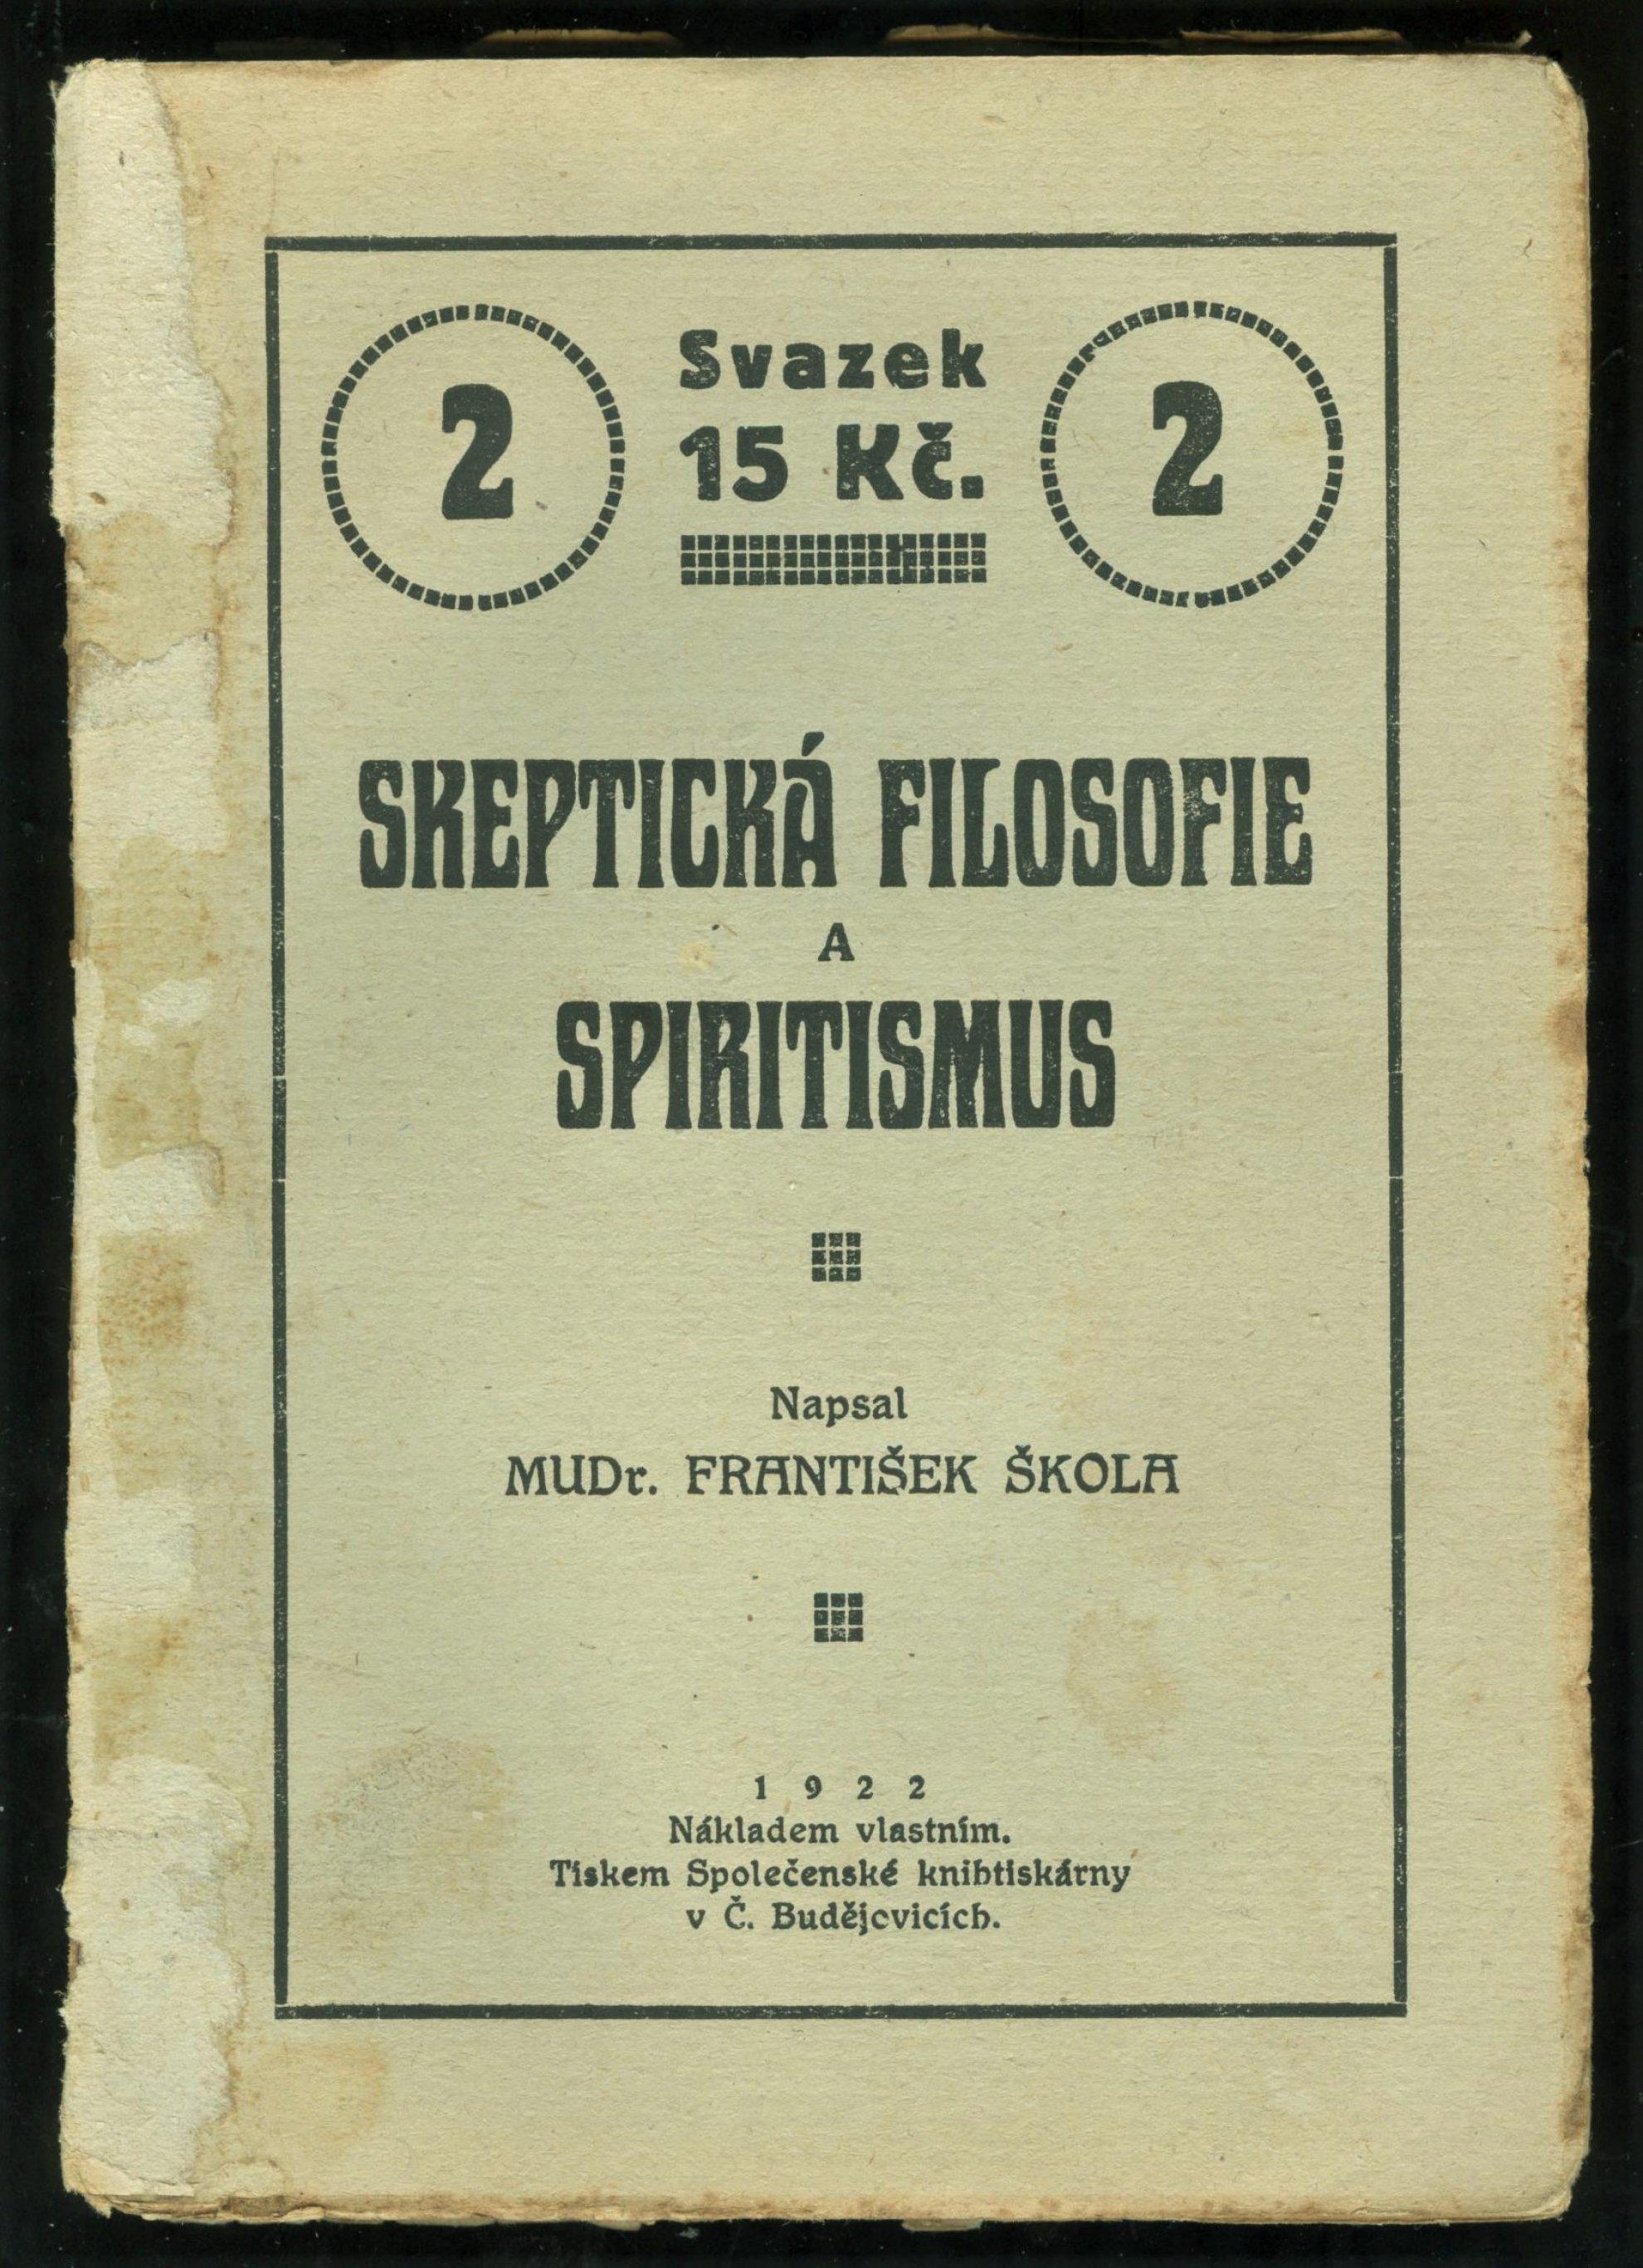 2 Svazek 2
15 Kč.
SKEPTICKÁ FILOSOFIE
A
SPIRITISMUS
Napsal
MUDr. FRANTIŠEK ŠKOLA
1 9 2 2
Nákladem vlastním.
Tiskem Společenské knihtiskárny
v Č. Budějovicích.